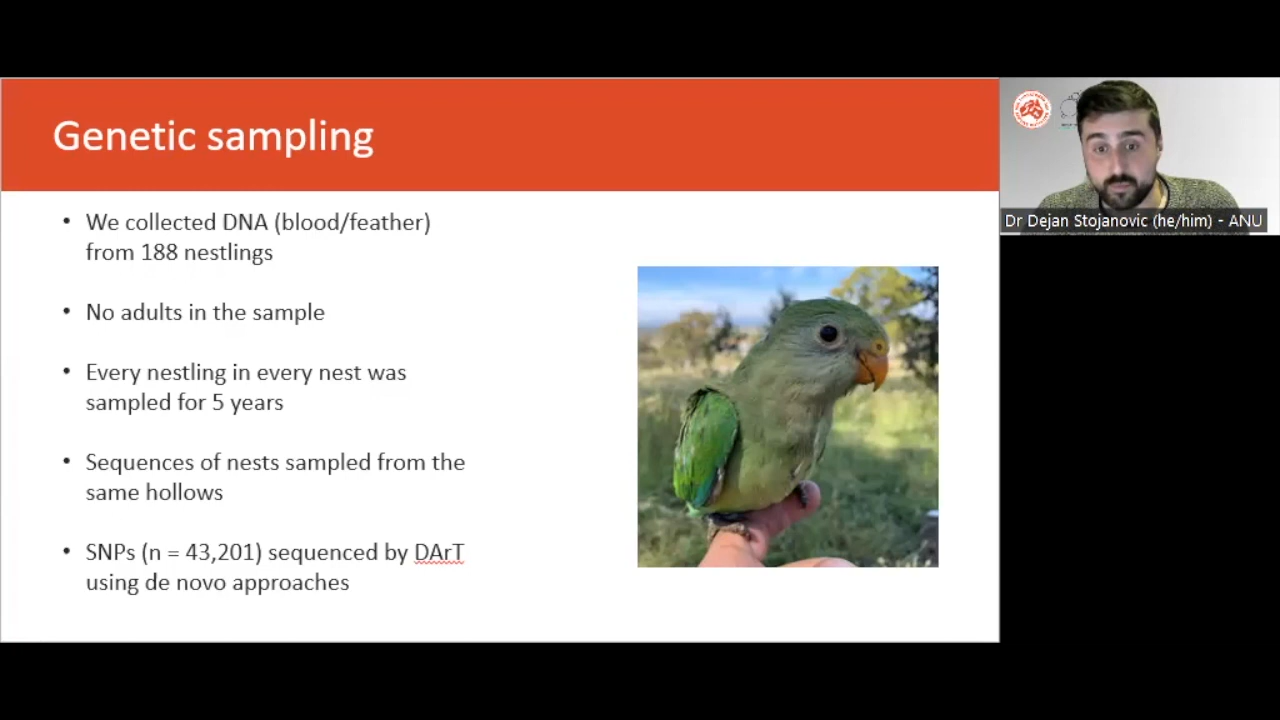 Genetic sampling
• We collected DNA (blood/feather)
from 188 nestlings
• No adults in the sample
• Every nestling in every nest was
sampled for 5 years
• Sequences of nests sampled from the
same hollows
• SNPs (n = 43,201) sequenced by DArT
using de novo approaches
Dr Dejan Stojanovic (he/him) - ANU